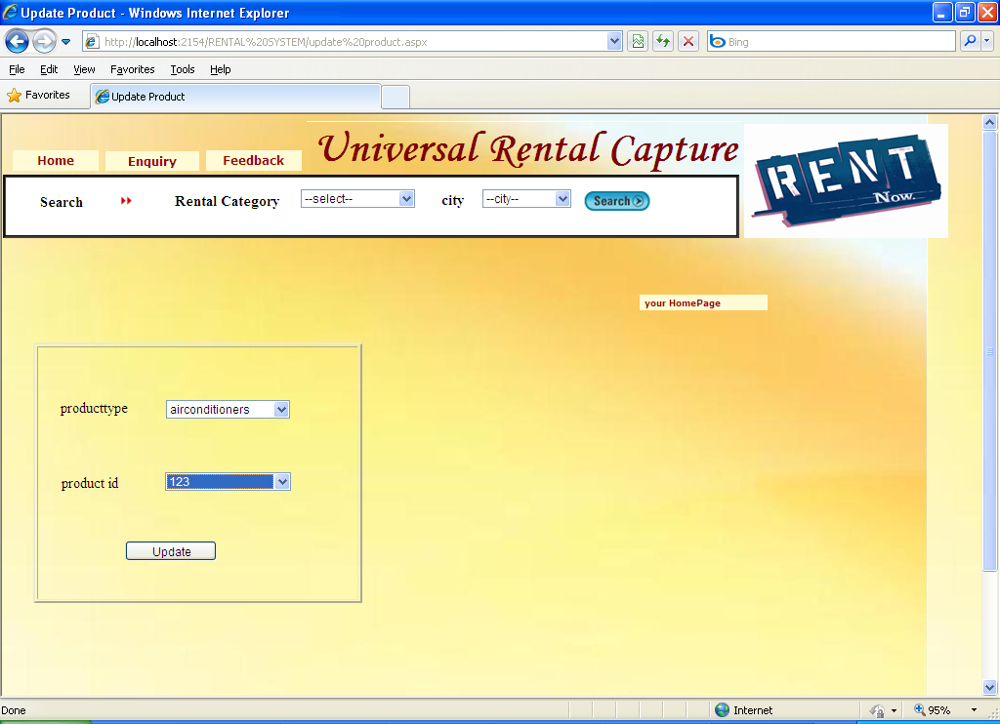 Update Product - Windows Internet Explorer
http://localhost:2154/RENTAL%20SYSTEM/update%20product.aspx
Bing
File Edit View Favorites Tools Help
Favorites Update Product
Universal Rental Capture
Home Enquiry Feedback
RENT
Now.
Search Rental Category --select-- city --city-- Search
your HomePage
producttype airconditioners
product id 123
Update
Done Internet 95%